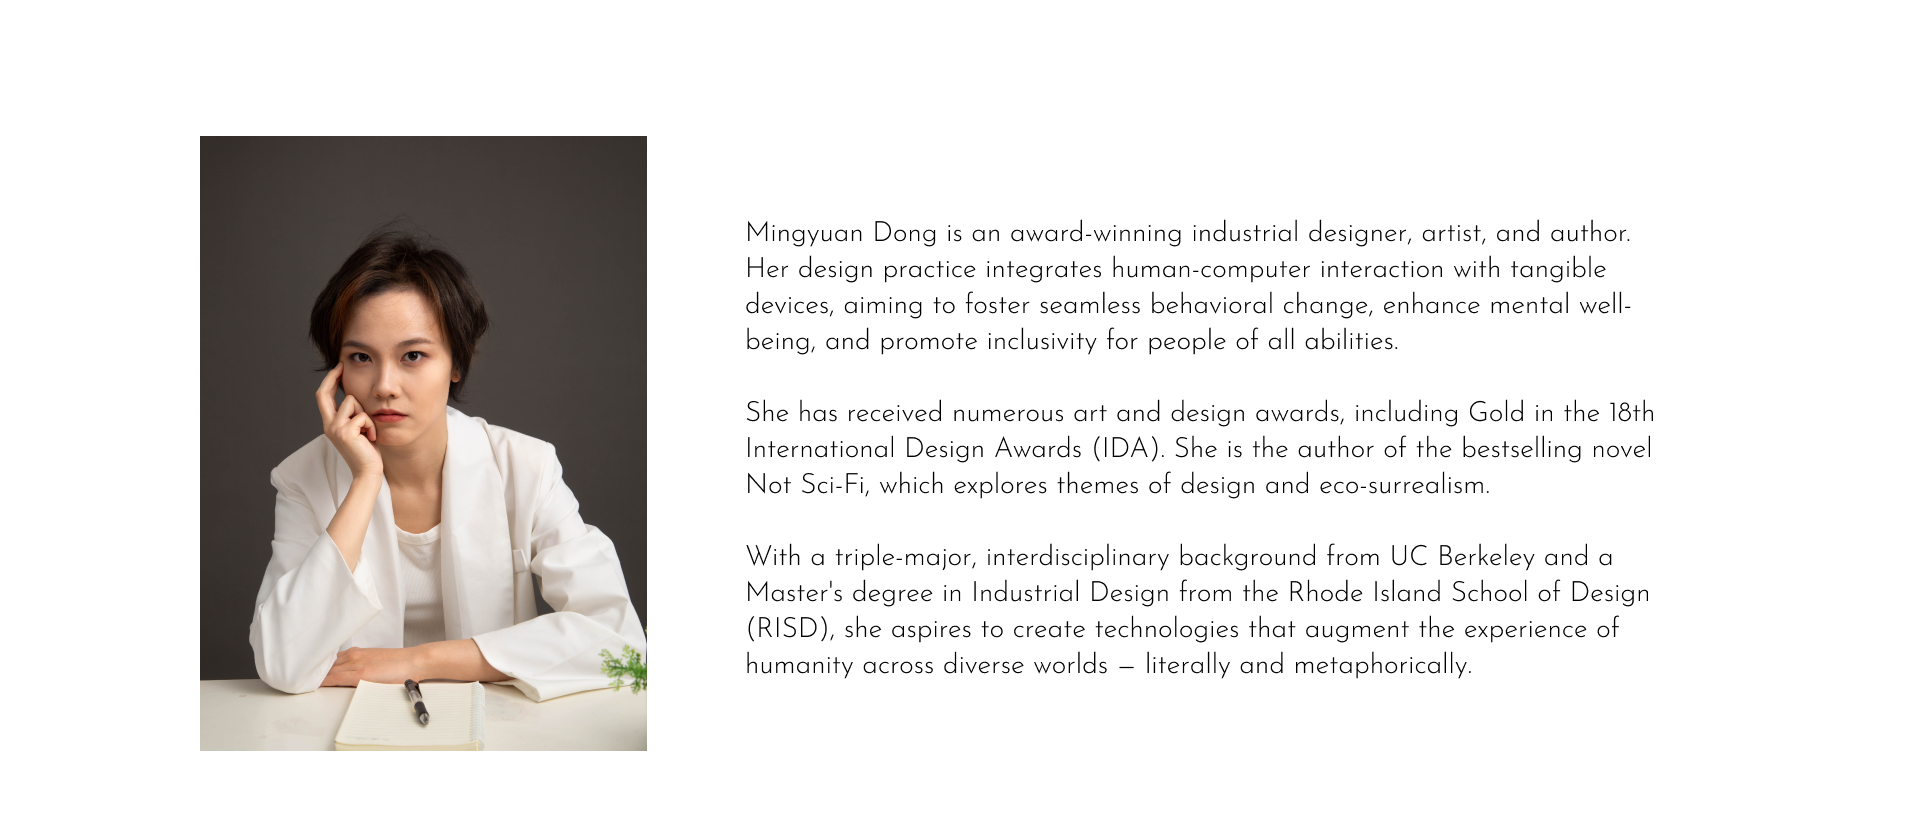 Mingyuan Dong is an award-winning industrial designer, artist, and author.
Her design practice integrates human-computer interaction with tangible
devices, aiming to foster seamless behavioral change, enhance mental well-
being, and promote inclusivity for people of all abilities.
She has received numerous art and design awards, including Gold in the 18th
International Design Awards (IDA). She is the author of the bestselling novel
Not Sci-Fi, which explores themes of design and eco-surrealism.
With a triple-major, interdisciplinary background from UC Berkeley and a
Master's degree in Industrial Design from the Rhode Island School of Design
(RISD), she aspires to create technologies that augment the experience of
humanity across diverse worlds – literally and metaphorically.